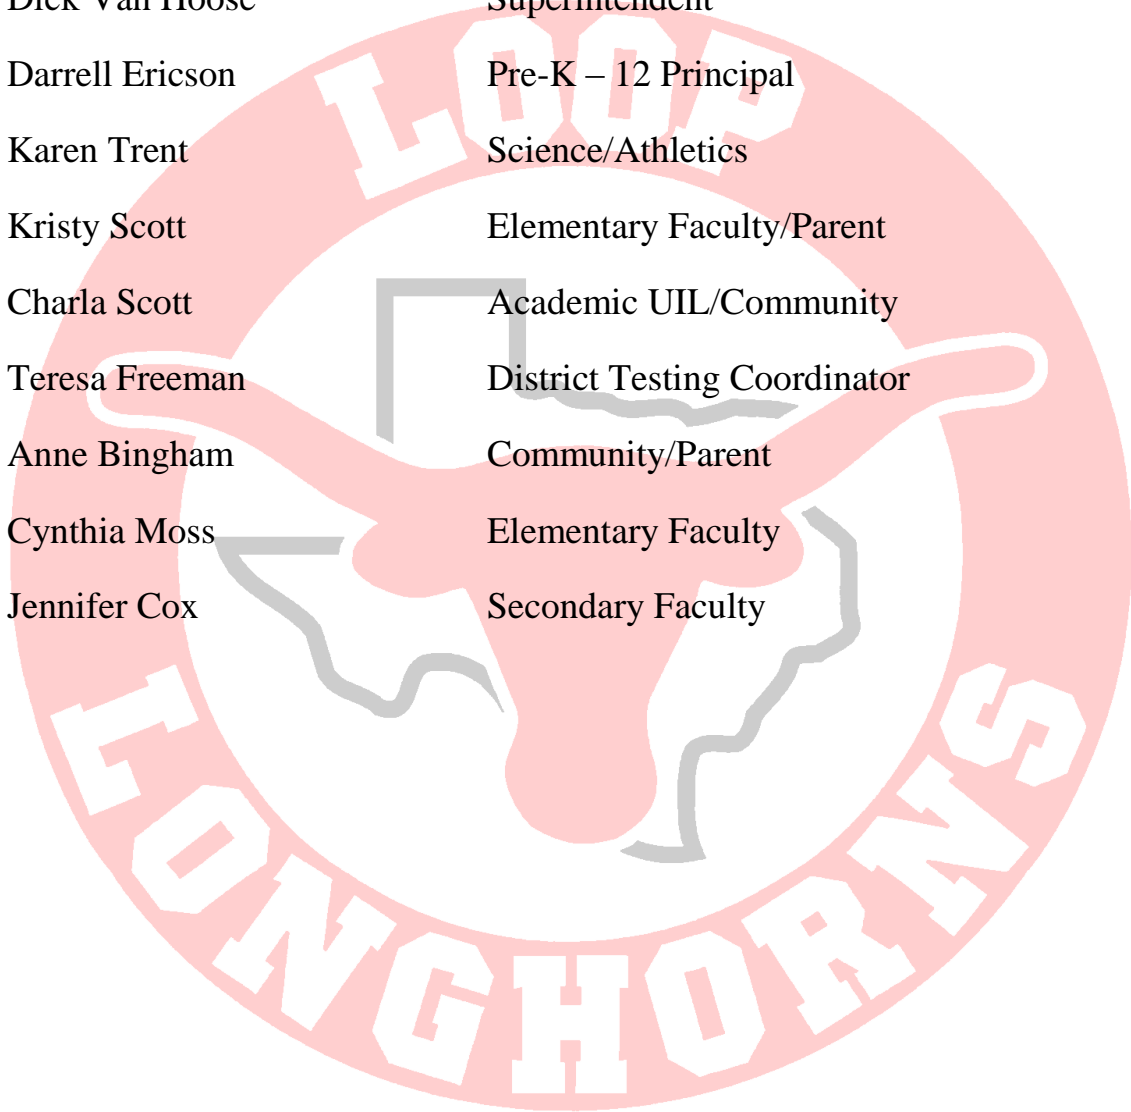 Dick Van Hoose Superintendent
Darrell Ericson Pre-K – 12 Principal
Karen Trent Science/Athletics
Kristy Scott Elementary Faculty/Parent
Charla Scott Academic UIL/Community
Teresa Freeman District Testing Coordinator
Anne Bingham Community/Parent
Cynthia Moss Elementary Faculty
Jennifer Cox Secondary Faculty
LOOP
LONGHORNS